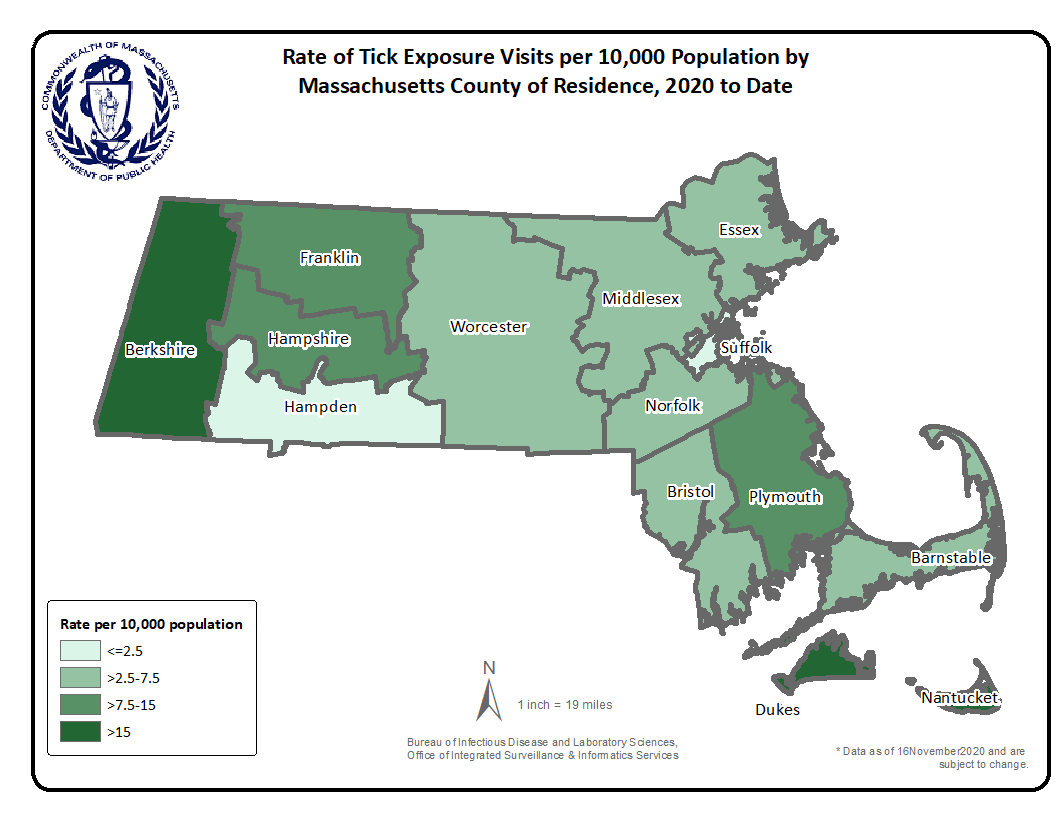 COMMONWEALTH OF MASSACHUSETTS
DEPARTMENT OF PUBLIC HEALTH
Rate of Tick Exposure Visits per 10,000 Population by
Massachusetts County of Residence, 2020 to Date
Essex
Franklin
Middlesex
Worcester
Hampshire
Suffolk
Berkshire
Norfolk
Hampden
Bristol
Plymouth
Barnstable
Nantucket
Dukes
Rate per 10,000 population
<=2.5
>2.5-7.5
>7.5-15
>15
N
1 inch = 19 miles
Bureau of Infectious Disease and Laboratory Sciences,
Office of Integrated Surveillance & Informatics Services
* Data as of 16November2020 and are
subject to change.